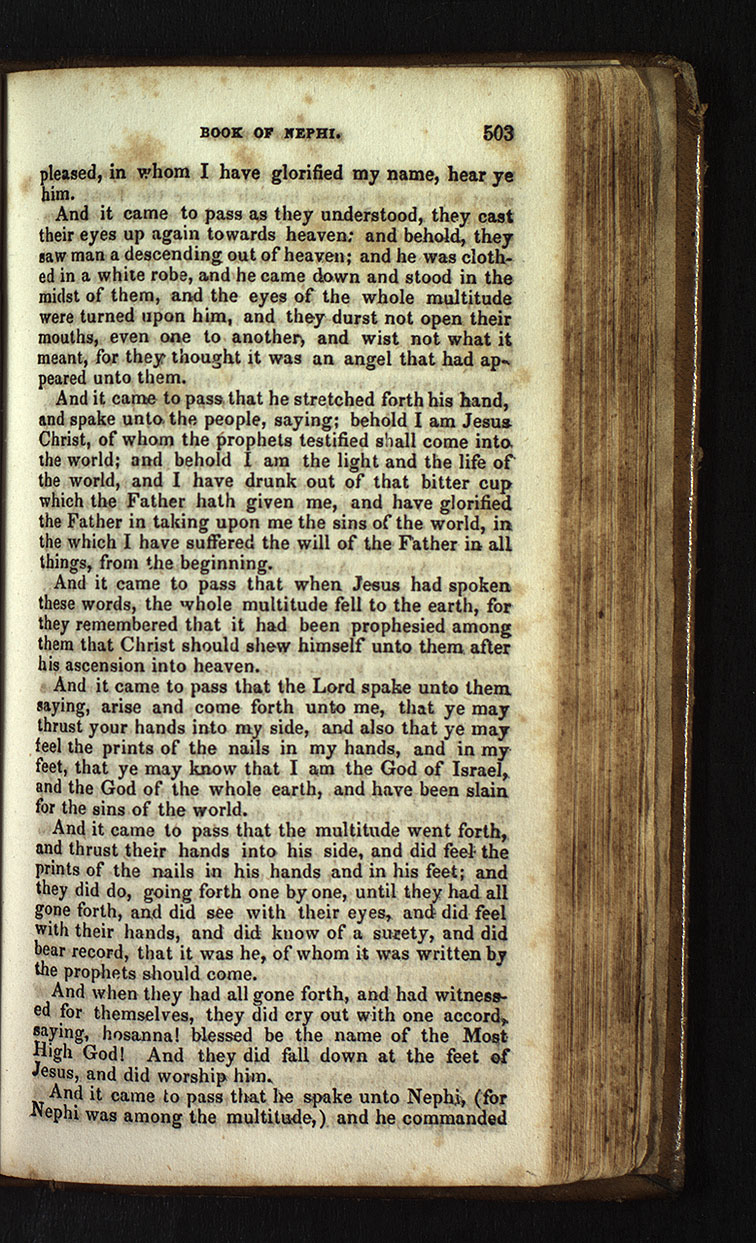 BOOK OF NEPHI. 503
pleased, in whom I have glorified my name, hear ye
him.
And it came to pass as they understood, they cast
their eyes up again towards heaven; and behold, they
saw man a descending out of heaven; and he was cloth-
ed in a white robe, and he came down and stood in the
midst of them, and the eyes of the whole multitude
were turned upon him, and they durst not open their
mouths, even one to another, and wist not what it
meant, for they thought it was an angel that had ap-
peared unto them.
And it came to pass that he stretched forth his hand,
and spake unto the people, saying; behold I am Jesus
Christ, of whom the prophets testified shall come into
the world; and behold I am the light and the life of
the world, and I have drunk out of that bitter cup
which the Father hath given me, and have glorified
the Father in taking upon me the sins of the world, in
the which I have suffered the will of the Father in all
things, from the beginning.
And it came to pass that when Jesus had spoken
these words, the whole multitude fell to the earth, for
they remembered that it had been prophesied among
them that Christ should shew himself unto them after
his ascension into heaven.
And it came to pass that the Lord spake unto them
saying, arise and come forth unto me, that ye may
thrust your hands into my side, and also that ye may
feel the prints of the nails in my hands, and in my
feet, that ye may know that I am the God of Israel,
and the God of the whole earth, and have been slain
for the sins of the world.
And it came to pass that the multitude went forth,
and thrust their hands into his side, and did feel the
prints of the nails in his hands and in his feet; and
they did do, going forth one by one, until they had all
gone forth, and did see with their eyes, and did feel
with their hands, and did know of a surety, and did
bear record, that it was he, of whom it was written by
the prophets should come.
And when they had all gone forth, and had witness-
ed for themselves, they did cry out with one accord,
saying, hosanna! blessed be the name of the Most
High God! And they did fall down at the feet of
Jesus, and did worship him.
And it came to pass that he spake unto Nephi, (for
Nephi was among the multitude,) and he commanded